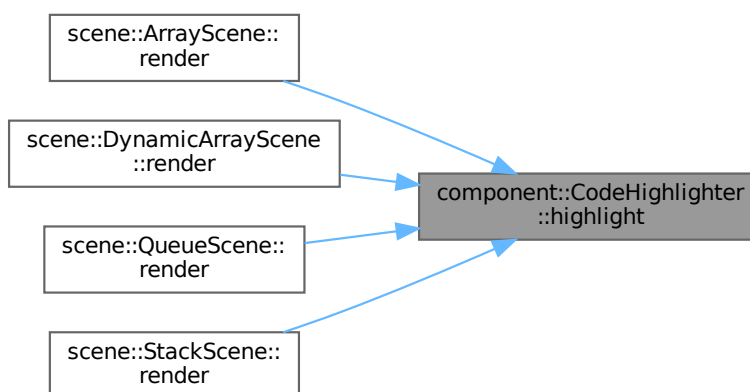 scene::ArrayScene::
render
scene::DynamicArrayScene
::render
component::CodeHighlighter
::highlight
scene::QueueScene::
render
scene::StackScene::
render